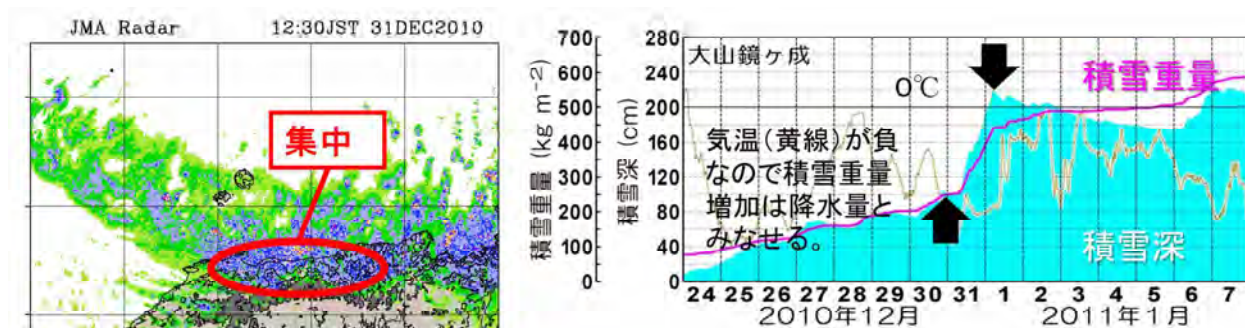 JMA Radar 12:30JST 31DEC2010
集中
積雪重量 (kg m⁻²)
700
600
500
400
300
200
100
0
積雪深 (cm)
280
240
200
160
120
80
40
0
大山鏡ヶ成
0℃
積雪重量
気温(黄線)が負
なので積雪重量
増加は降水量と
みなせる。
積雪深
24 25 26 27 28 29 30 31 1 2 3 4 5 6 7
2010年12月 2011年1月